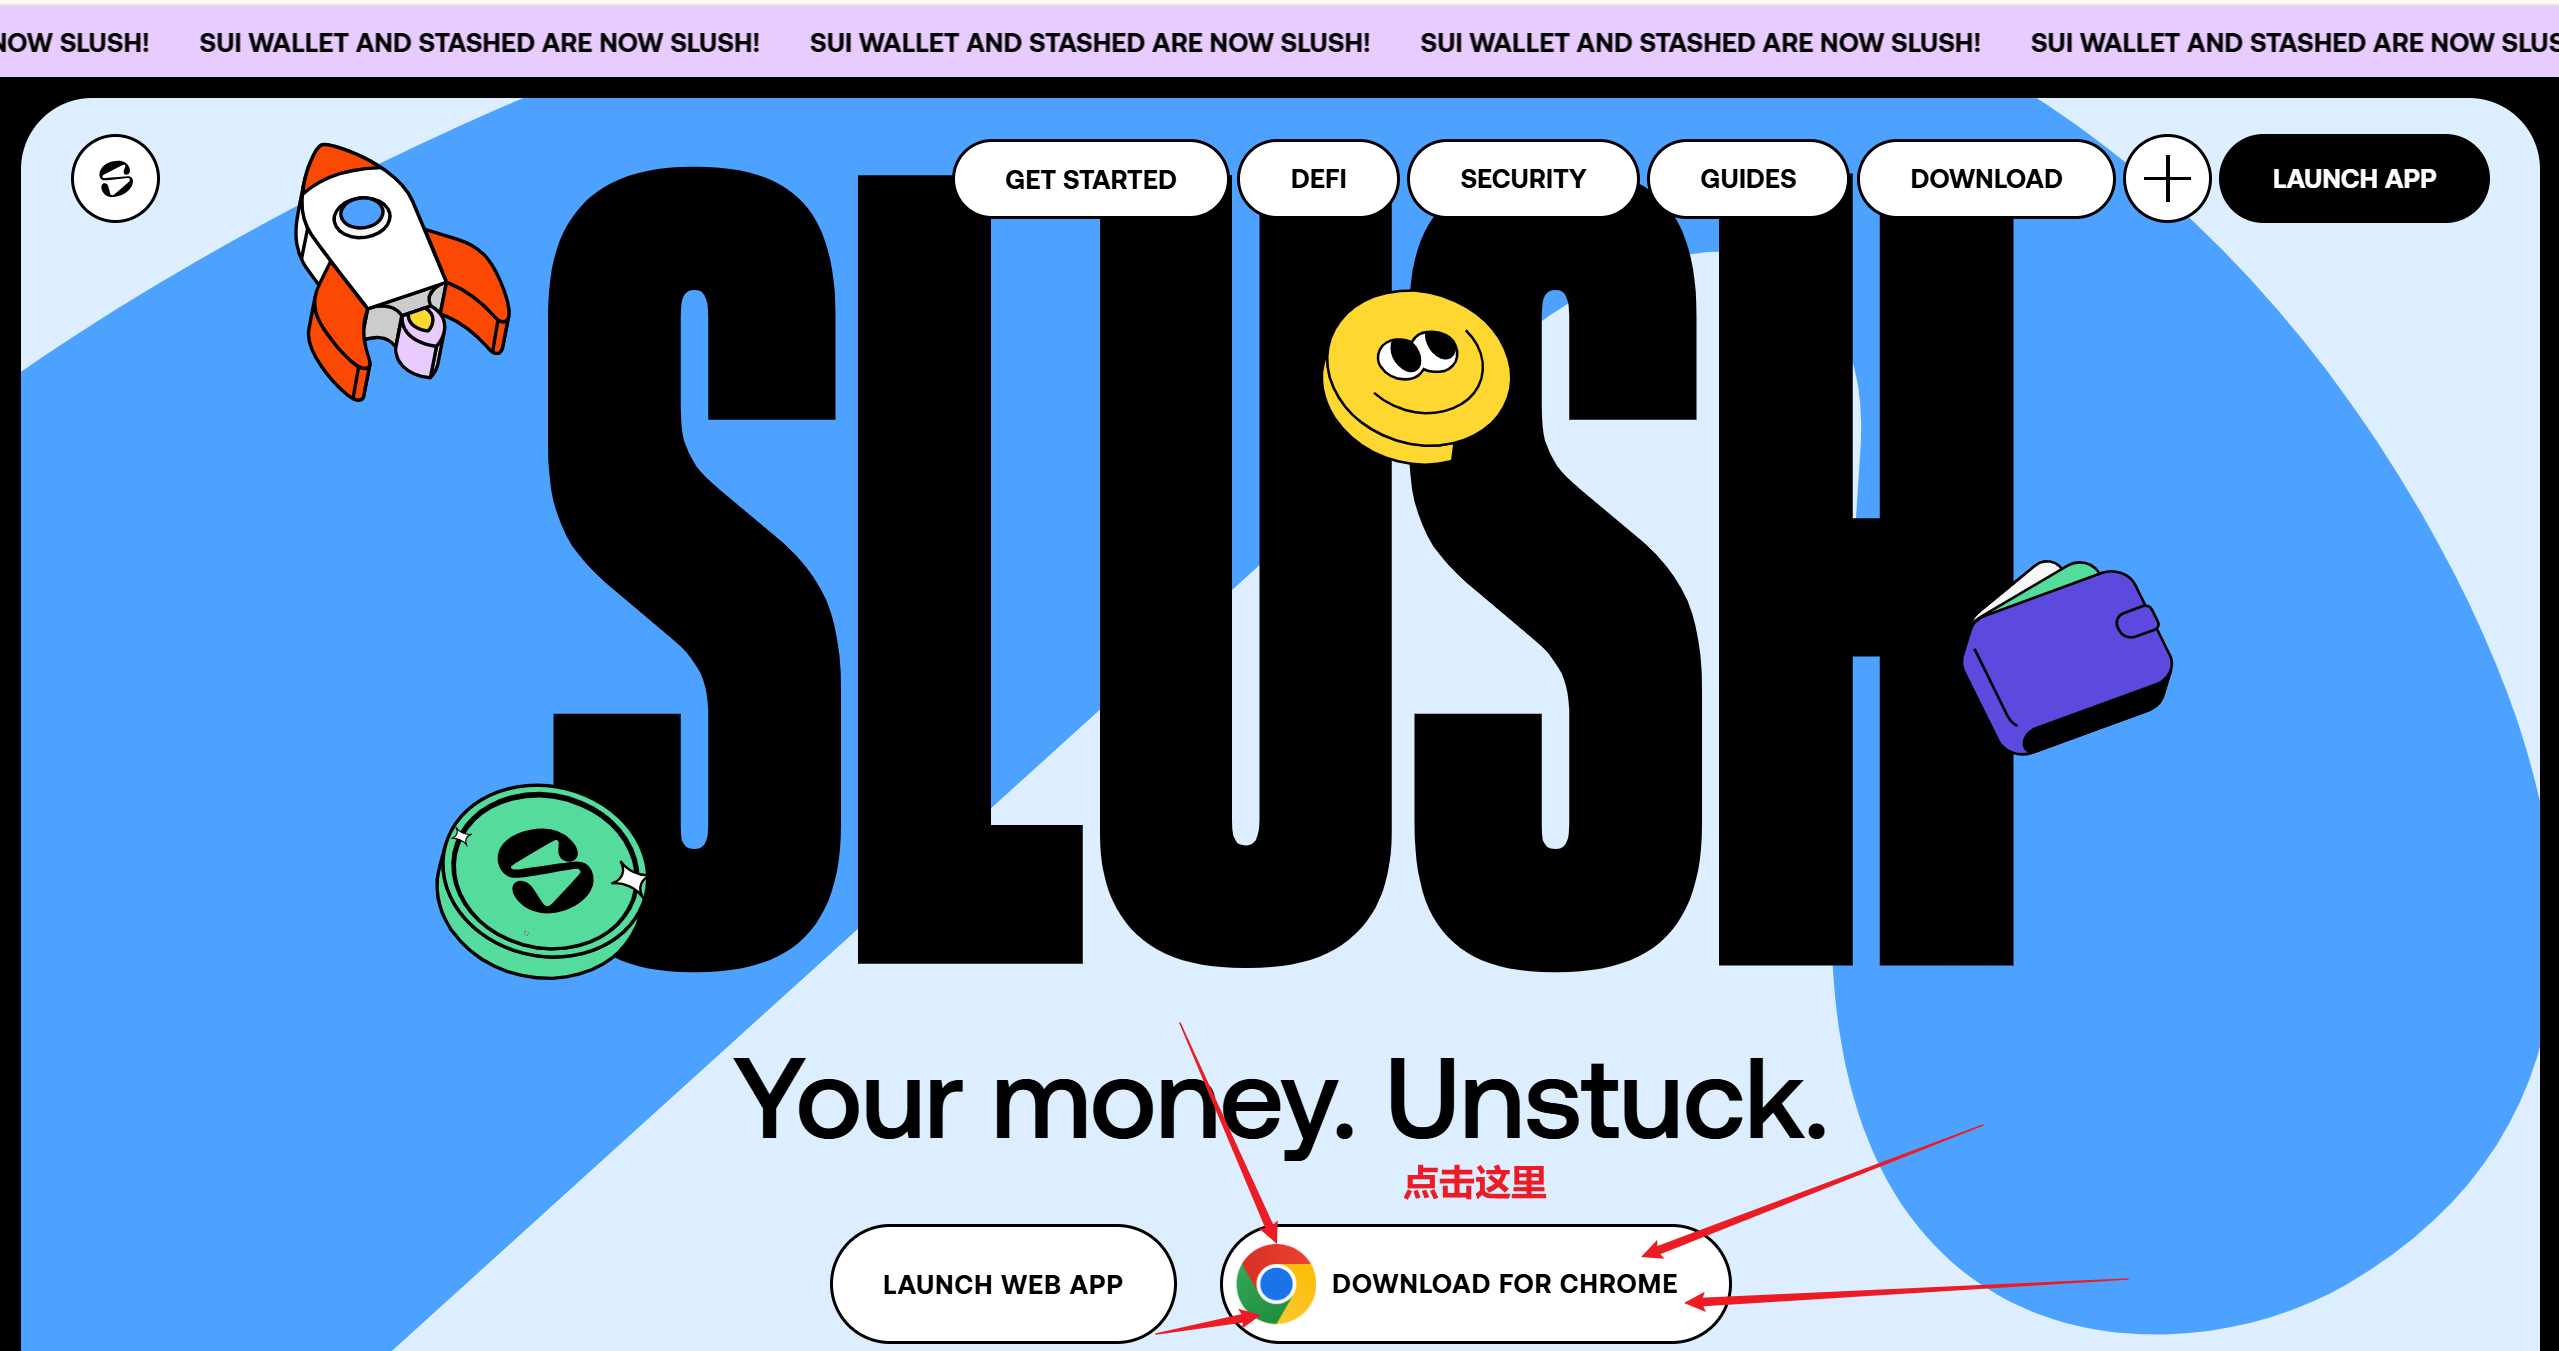 NOW SLUSH! SUI WALLET AND STASHED ARE NOW SLUSH! SUI WALLET AND STASHED ARE NOW SLUSH! SUI WALLET AND STASHED ARE NOW SLUSH! SUI WALLET AND STASHED ARE NOW SLUS
GET STARTED DEFI SECURITY GUIDES DOWNLOAD LAUNCH APP
SLUSH
Your money. Unstuck.
点击这里
LAUNCH WEB APP DOWNLOAD FOR CHROME